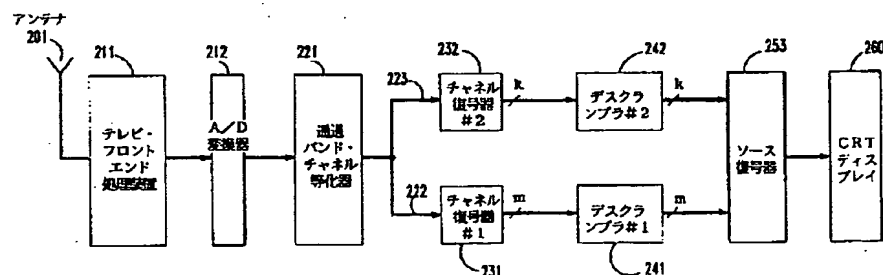 アンテナ
201
211
212
221
232
242
253
260
223
k
k
チャネル
復号器
#2
デスクラ
ンブラ#2
テレビ・
フロント
エンド
処理装置
A/D
変換器
通過
バンド・
チャネル
等化器
ソース
復号器
CRT
ディス
プレイ
222
m
m
チャネル
復号器
#1
デスクラ
ンブラ#1
231
241